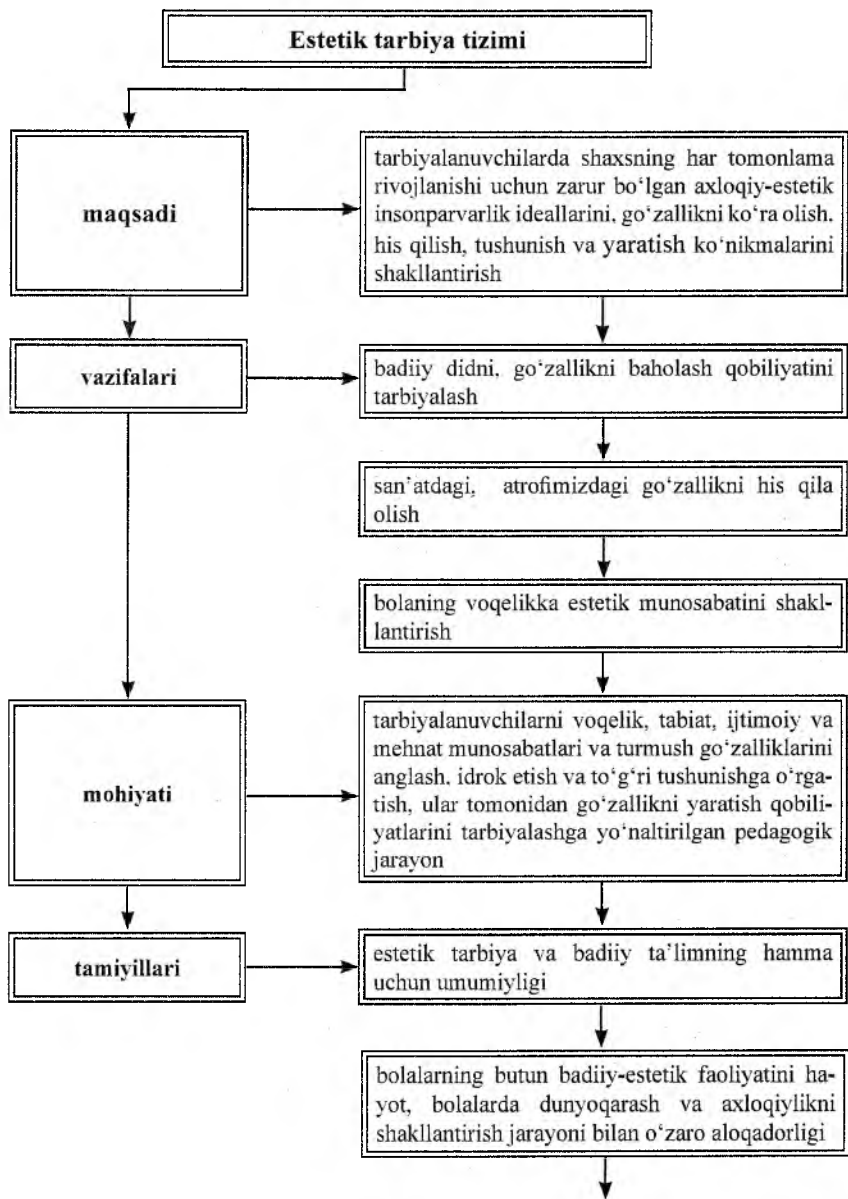 Estetik tarbiya tizimi
maqsadi
tarbiyalanuvchilarda shaxsning har tomonlama
rivojlanishi uchun zarur bo‘lgan axloqiy-estetik
insonparvarlik ideallarini, go‘zallikni ko‘ra olish,
his qilish, tushunish va yaratish ko‘nikmalarini
shakllantirish
vazifalari
badiiy didni, go‘zallikni baholash qobiliyatini
tarbiyalash
san’atdagi, atrofimizdagi go‘zallikni his qila
olish
bolaning voqelikka estetik munosabatini shakl-
lantirish
mohiyati
tarbiyalanuvchilarni voqelik, tabiat, ijtimoiy va
mehnat munosabatlari va turmush go‘zalliklarini
anglash, idrok etish va to‘g‘ri tushunishga o‘rga-
tish, ular tomonidan go‘zallikni yaratish qobili-
yatlarini tarbiyalashga yo‘naltirilgan pedagogik
jarayon
tamiyillari
estetik tarbiya va badiiy ta’limning hamma
uchun umumiyligi
bolalarning butun badiiy-estetik faoliyatini ha-
yot, bolalarda dunyoqarash va axloqiylikni
shakllantirish jarayoni bilan o‘zaro aloqadorligi